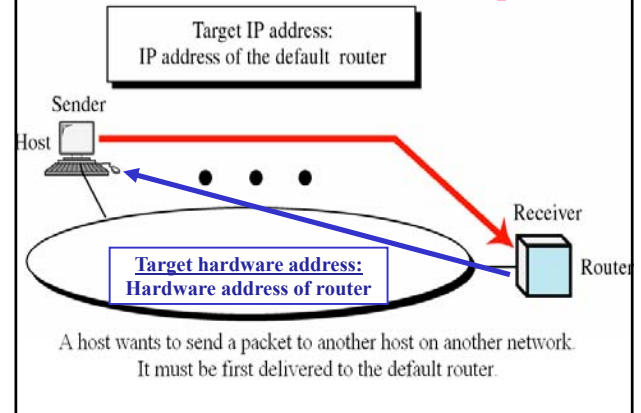 Target IP address:
IP address of the default router
Sender
Host
Receiver
Router
Target hardware address:
Hardware address of router
A host wants to send a packet to another host on another network.
It must be first delivered to the default router.